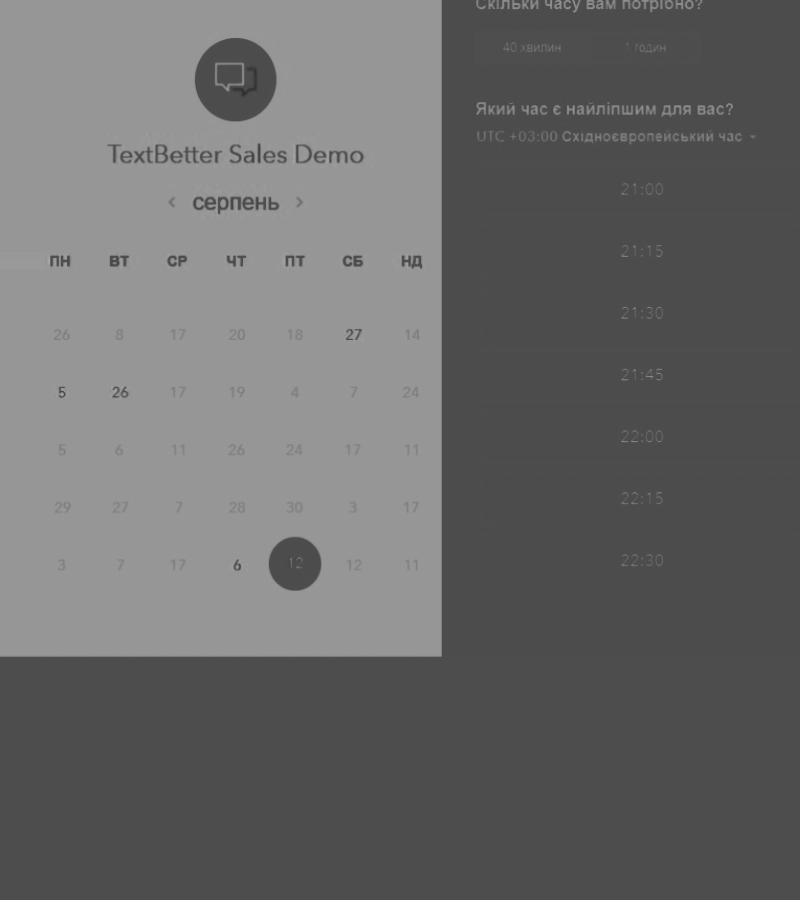 TextBetter Sales Demo
серпень
ПН ВТ СР ЧТ ПТ СБ НД
26 8 17 20 18 27 14
5 26 17 19 4 7 24
5 6 11 26 24 17 11
29 27 7 28 30 3 17
3 7 17 6 12 12 11
Скільки часу вам потрібно?
40 хвилин 1 годин
Який час є найліпшим для вас?
UTC +03:00 Східноєвропейський час
21:00
21:15
21:30
21:45
22:00
22:15
22:30